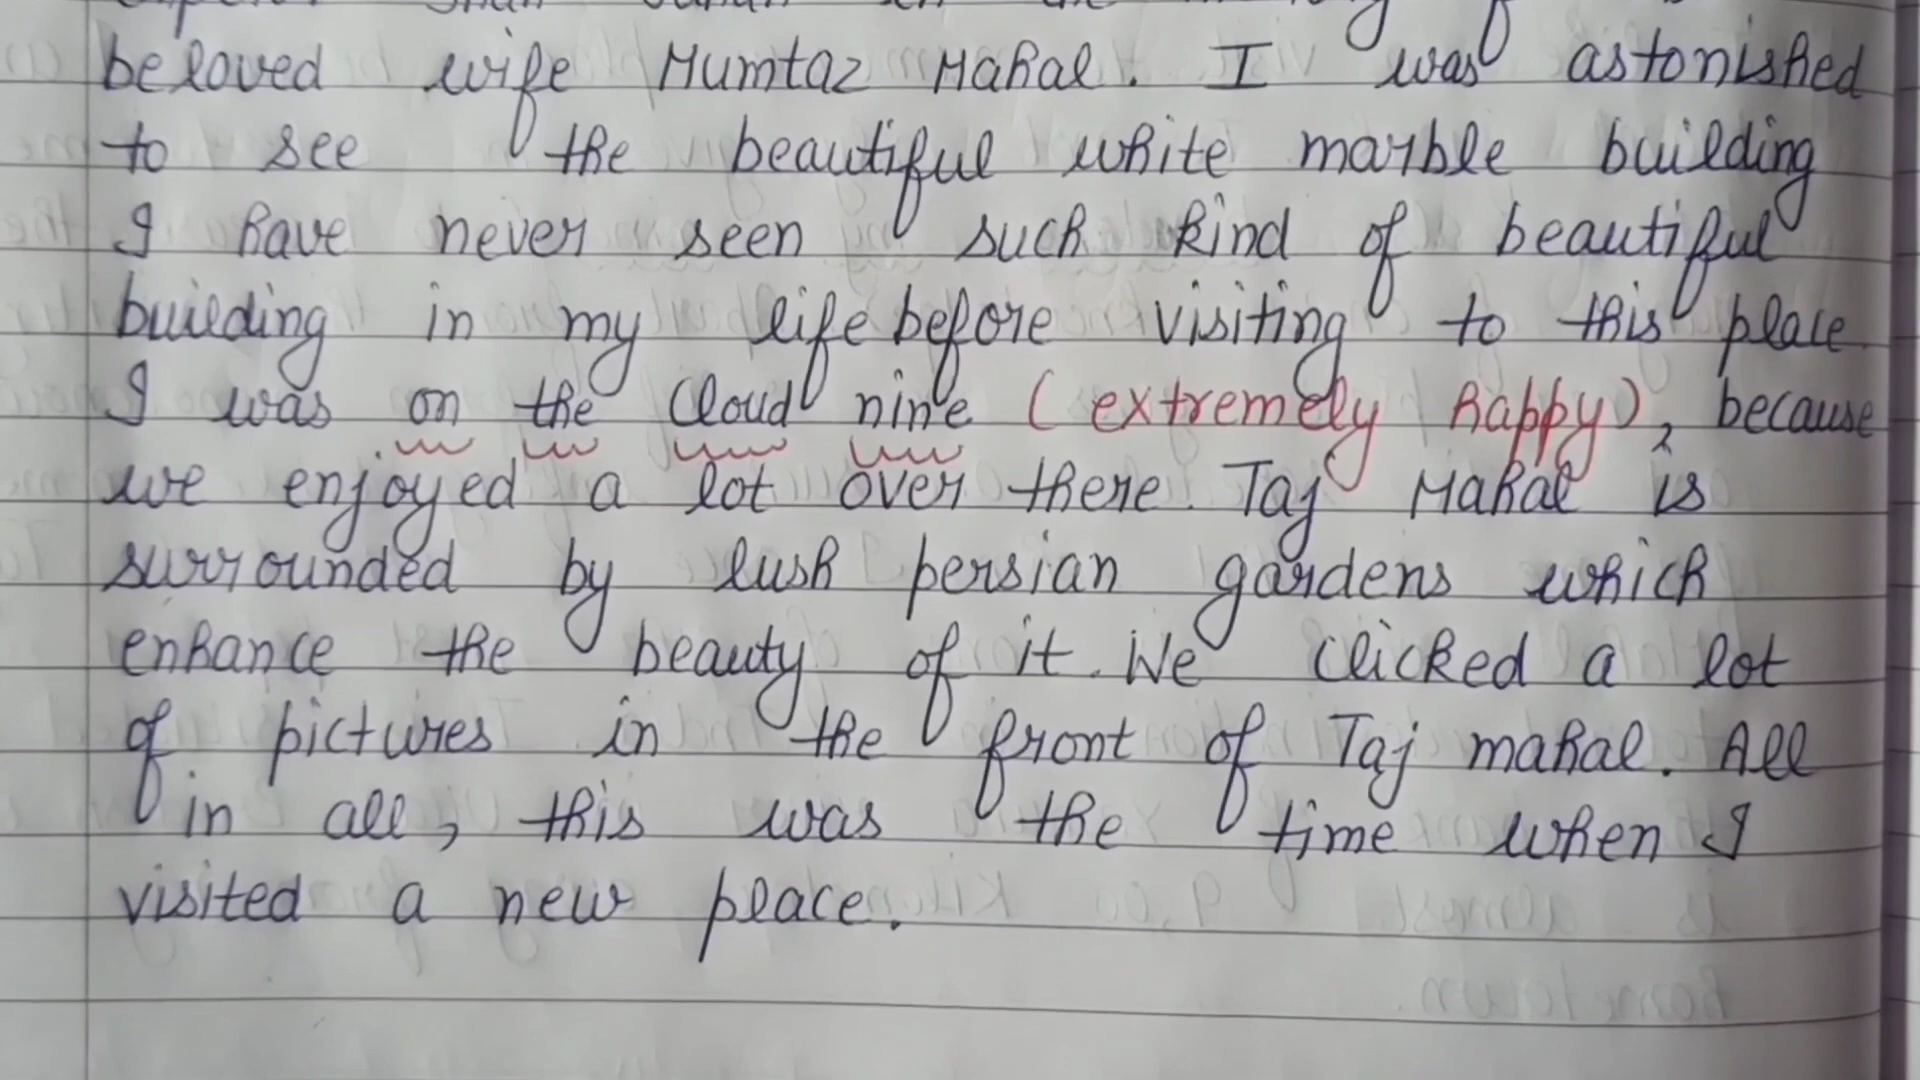 beloved wife Mumtaz Mahal. I was astonished
to see the beautiful white marble building
I have never seen such kind of beautiful
building in my life before visiting to this place.
I was on the cloud nine (extremely happy), because
we enjoyed a lot over there. Taj Mahal is
surrounded by lush persian gardens which
enhance the beauty of it. We clicked a lot
of pictures in the front of Taj mahal. All
in all, this was the time when I
visited a new place.